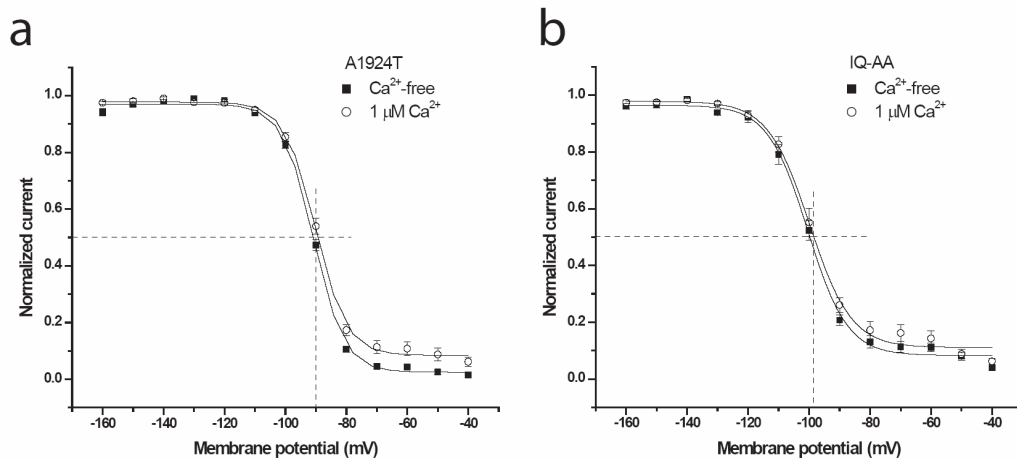 a
A1924T
Ca²⁺-free
1 μM Ca²⁺
Normalized current
1.0
0.8
0.6
0.4
0.2
0.0
-160
-140
-120
-100
-80
-60
-40
Membrane potential (mV)
b
IQ-AA
Ca²⁺-free
1 μM Ca²⁺
Normalized current
1.0
0.8
0.6
0.4
0.2
0.0
-160
-140
-120
-100
-80
-60
-40
Membrane potential (mV)